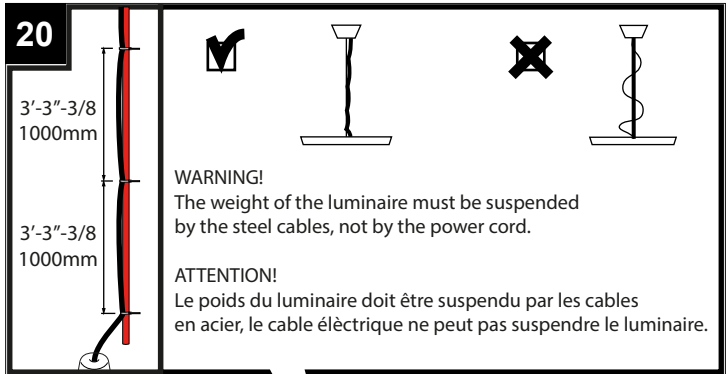 20
3’-3”-3/8
1000mm
3’-3”-3/8
1000mm
WARNING!
The weight of the luminaire must be suspended
by the steel cables, not by the power cord.
ATTENTION!
Le poids du luminaire doit être suspendu par les cables
en acier, le cable élèctrique ne peut pas suspendre le luminaire.